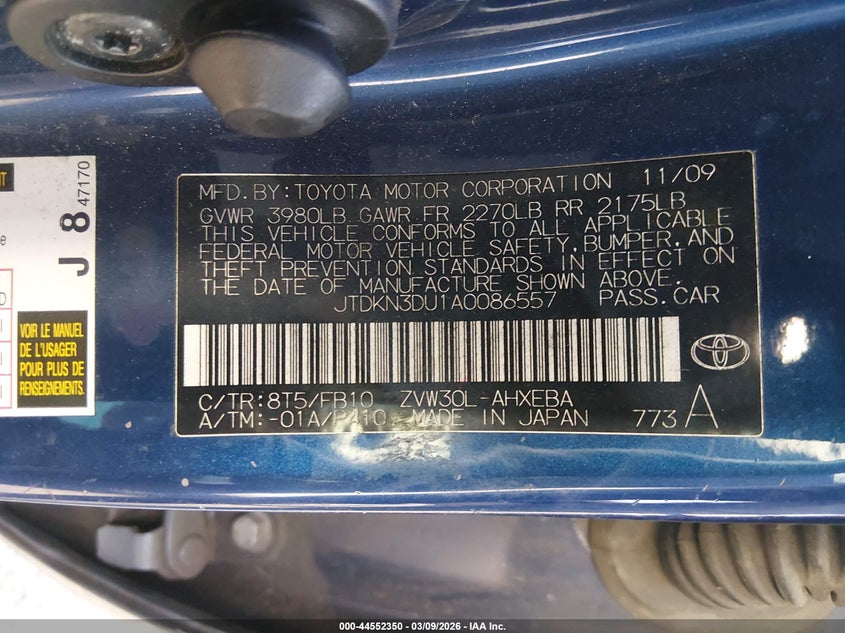 NT
J 8 47170
e
D
VOIR LE MANUEL
DE L'USAGER
POUR PLUS DE
RENSEIGNEMENTS.
MFD. BY: TOYOTA MOTOR CORPORATION 11/09
GVWR 3980LB GAWR FR 2270LB RR 2175LB
THIS VEHICLE CONFORMS TO ALL APPLICABLE
FEDERAL MOTOR VEHICLE SAFETY, BUMPER, AND
THEFT PREVENTION STANDARDS IN EFFECT ON
THE DATE OF MANUFACTURE SHOWN ABOVE.
JTDKN3DU1A0086557 PASS. CAR
C/TR: 8T5/FB10 ZVW30L-AHXEBA
A/TM: -01A/P410 MADE IN JAPAN 773 A
000-44552350 - 03/09/2026 - IAA Inc.